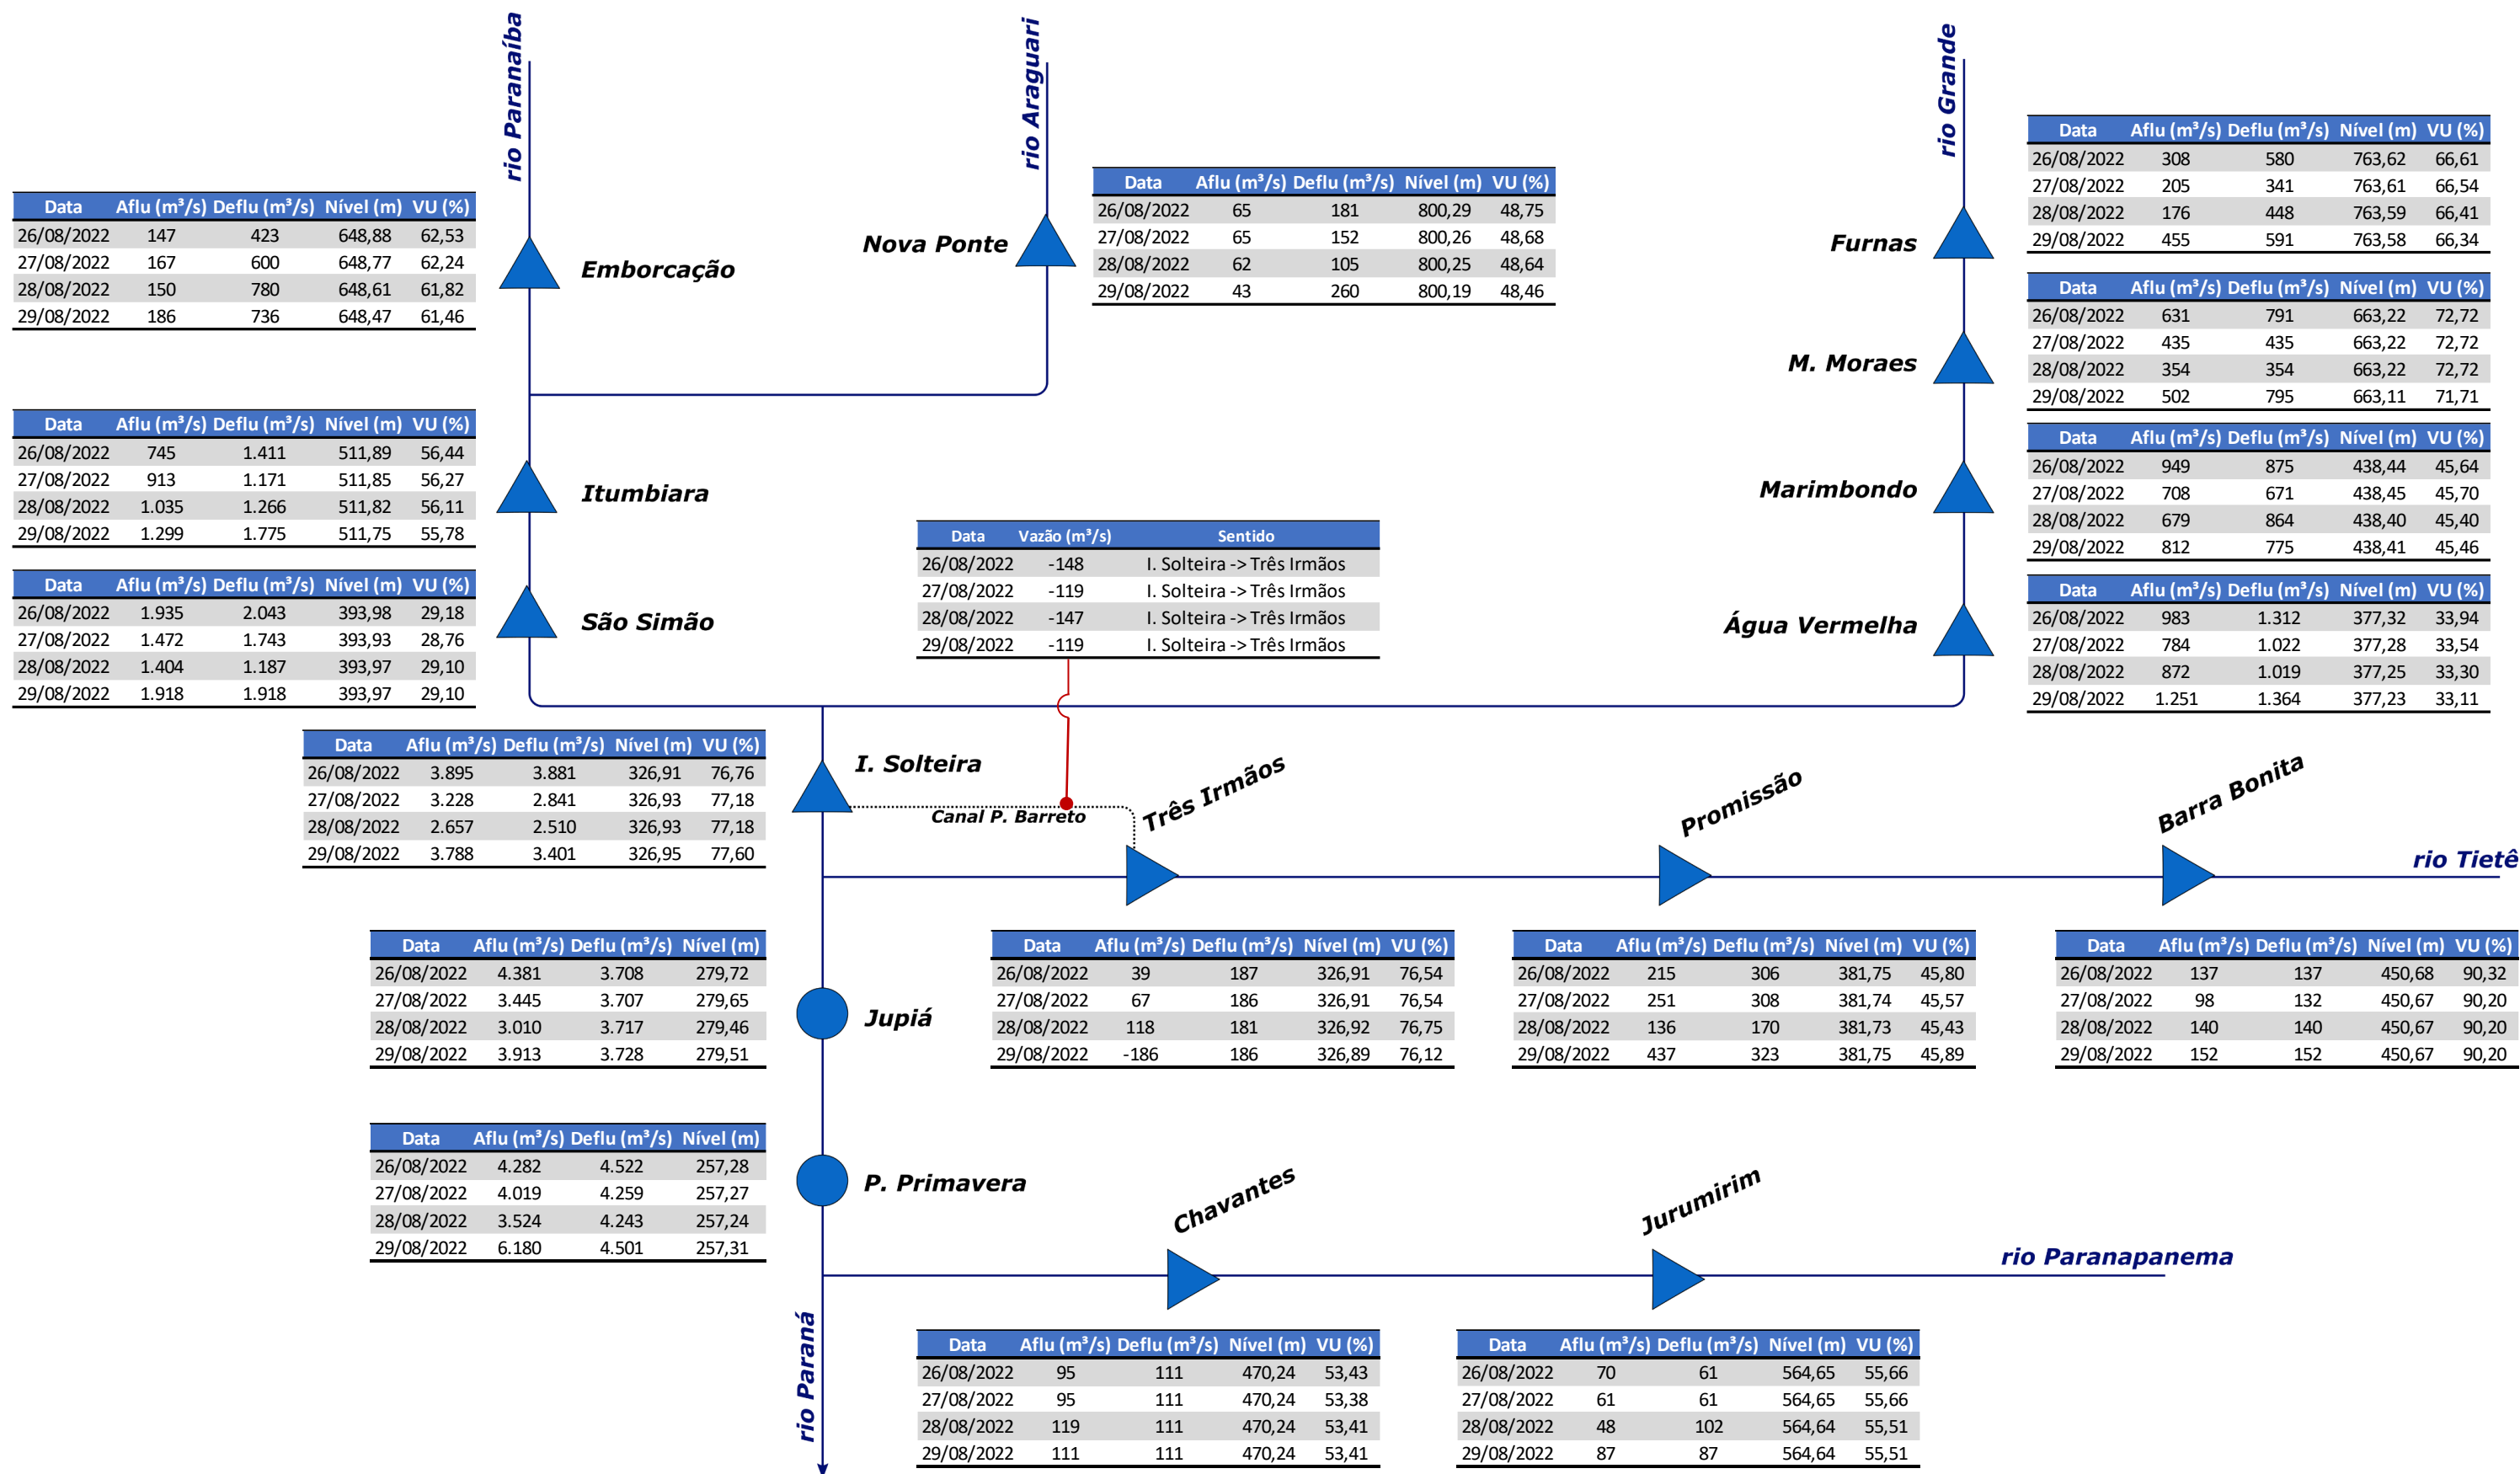 rio Paranaíba
rio Araguari
rio Grande
Data Aflu (m³/s) Deflu (m³/s) Nível (m) VU (%)
26/08/2022 147 423 648,88 62,53
27/08/2022 167 600 648,77 62,24
28/08/2022 150 780 648,61 61,82
29/08/2022 186 736 648,47 61,46
Emborcação
Nova Ponte
Data Aflu (m³/s) Deflu (m³/s) Nível (m) VU (%)
26/08/2022 65 181 800,29 48,75
27/08/2022 65 152 800,26 48,68
28/08/2022 62 105 800,25 48,64
29/08/2022 43 260 800,19 48,46
Furnas
Data Aflu (m³/s) Deflu (m³/s) Nível (m) VU (%)
26/08/2022 308 580 763,62 66,61
27/08/2022 205 341 763,61 66,54
28/08/2022 176 448 763,59 66,41
29/08/2022 455 591 763,58 66,34
M. Moraes
Data Aflu (m³/s) Deflu (m³/s) Nível (m) VU (%)
26/08/2022 631 791 663,22 72,72
27/08/2022 435 435 663,22 72,72
28/08/2022 354 354 663,22 72,72
29/08/2022 502 795 663,11 71,71
Data Aflu (m³/s) Deflu (m³/s) Nível (m) VU (%)
26/08/2022 745 1.411 511,89 56,44
27/08/2022 913 1.171 511,85 56,27
28/08/2022 1.035 1.266 511,82 56,11
29/08/2022 1.299 1.775 511,75 55,78
Itumbiara
Marimbondo
Data Aflu (m³/s) Deflu (m³/s) Nível (m) VU (%)
26/08/2022 949 875 438,44 45,64
27/08/2022 708 671 438,45 45,70
28/08/2022 679 864 438,40 45,40
29/08/2022 812 775 438,41 45,46
Data Aflu (m³/s) Deflu (m³/s) Nível (m) VU (%)
26/08/2022 1.935 2.043 393,98 29,18
27/08/2022 1.472 1.743 393,93 28,76
28/08/2022 1.404 1.187 393,97 29,10
29/08/2022 1.918 1.918 393,97 29,10
São Simão
Data Vazão (m³/s) Sentido
26/08/2022 -148 I. Solteira -> Três Irmãos
27/08/2022 -119 I. Solteira -> Três Irmãos
28/08/2022 -147 I. Solteira -> Três Irmãos
29/08/2022 -119 I. Solteira -> Três Irmãos
Água Vermelha
Data Aflu (m³/s) Deflu (m³/s) Nível (m) VU (%)
26/08/2022 983 1.312 377,32 33,94
27/08/2022 784 1.022 377,28 33,54
28/08/2022 872 1.019 377,25 33,30
29/08/2022 1.251 1.364 377,23 33,11
Data Aflu (m³/s) Deflu (m³/s) Nível (m) VU (%)
26/08/2022 3.895 3.881 326,91 76,76
27/08/2022 3.228 2.841 326,93 77,18
28/08/2022 2.657 2.510 326,93 77,18
29/08/2022 3.788 3.401 326,95 77,60
I. Solteira
Canal P. Barreto
Três Irmãos
Promissão
Barra Bonita
rio Tietê
Data Aflu (m³/s) Deflu (m³/s) Nível (m)
26/08/2022 4.381 3.708 279,72
27/08/2022 3.445 3.707 279,65
28/08/2022 3.010 3.717 279,46
29/08/2022 3.913 3.728 279,51
Jupiá
Data Aflu (m³/s) Deflu (m³/s) Nível (m) VU (%)
26/08/2022 39 187 326,91 76,54
27/08/2022 67 186 326,91 76,54
28/08/2022 118 181 326,92 76,75
29/08/2022 -186 186 326,89 76,12
Data Aflu (m³/s) Deflu (m³/s) Nível (m) VU (%)
26/08/2022 215 306 381,75 45,80
27/08/2022 251 308 381,74 45,57
28/08/2022 136 170 381,73 45,43
29/08/2022 437 323 381,75 45,89
Data Aflu (m³/s) Deflu (m³/s) Nível (m) VU (%)
26/08/2022 137 137 450,68 90,32
27/08/2022 98 132 450,67 90,20
28/08/2022 140 140 450,67 90,20
29/08/2022 152 152 450,67 90,20
Data Aflu (m³/s) Deflu (m³/s) Nível (m)
26/08/2022 4.282 4.522 257,28
27/08/2022 4.019 4.259 257,27
28/08/2022 3.524 4.243 257,24
29/08/2022 6.180 4.501 257,31
P. Primavera
Chavantes
Jurumirim
rio Paranapanema
rio Paraná
Data Aflu (m³/s) Deflu (m³/s) Nível (m) VU (%)
26/08/2022 95 111 470,24 53,43
27/08/2022 95 111 470,24 53,38
28/08/2022 119 111 470,24 53,41
29/08/2022 111 111 470,24 53,41
Data Aflu (m³/s) Deflu (m³/s) Nível (m) VU (%)
26/08/2022 70 61 564,65 55,66
27/08/2022 61 61 564,65 55,66
28/08/2022 48 102 564,64 55,51
29/08/2022 87 87 564,64 55,51